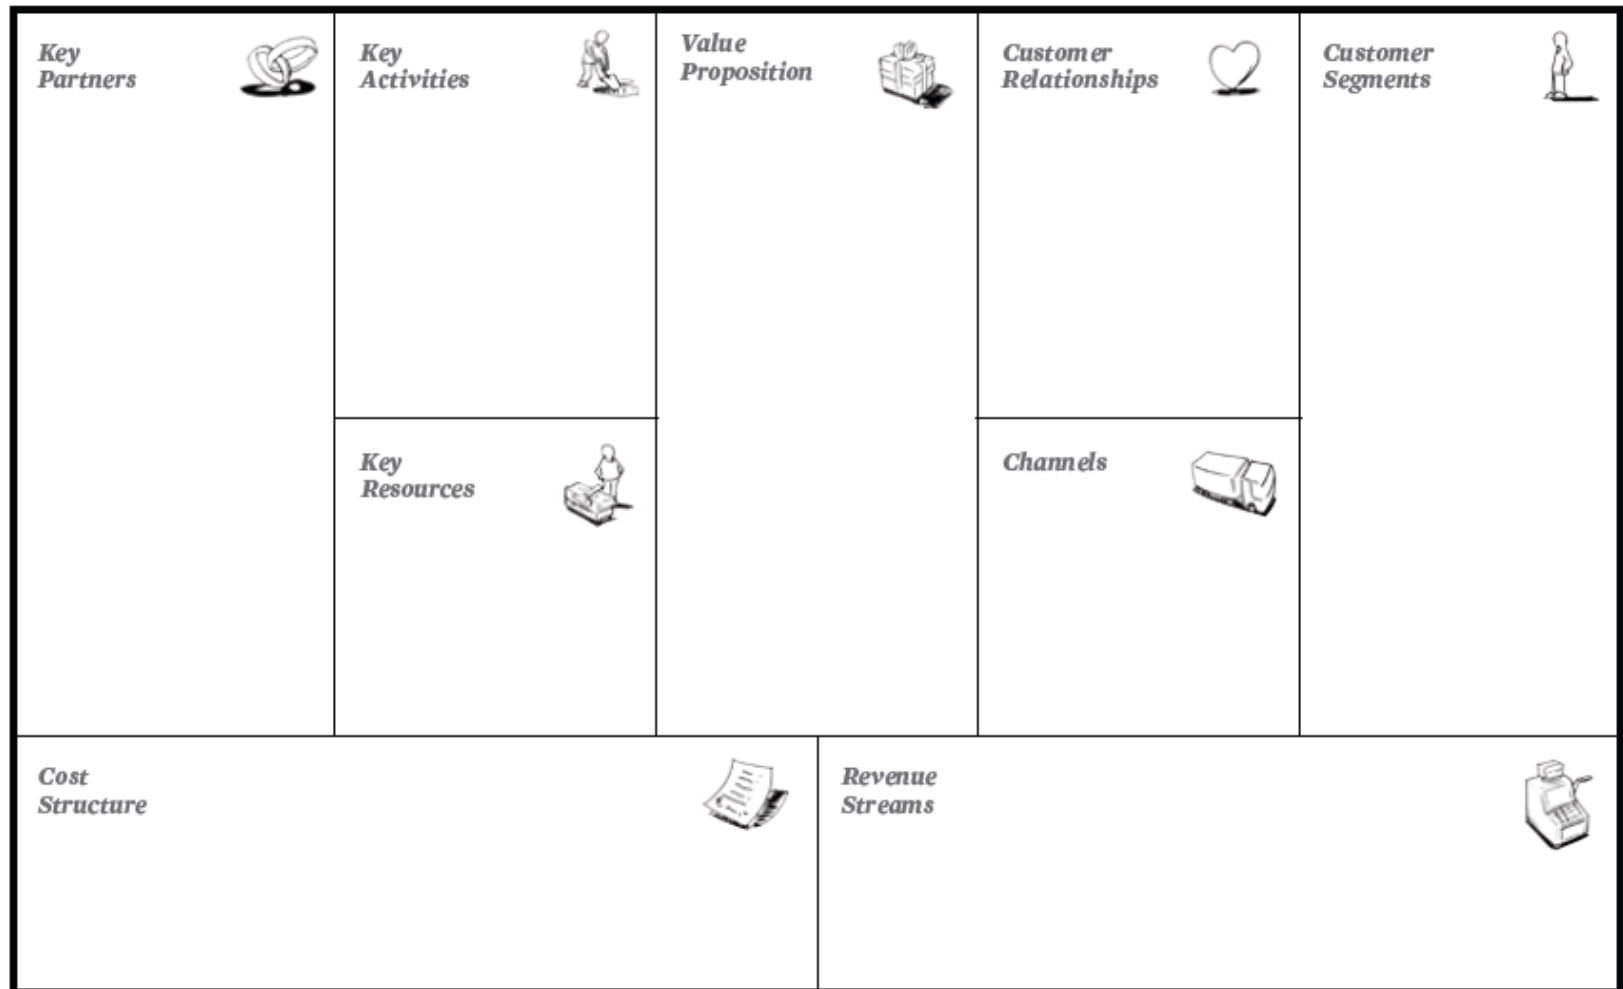 Key
Partners
Key
Activities
Value
Proposition
Customer
Relationships
Customer
Segments
Key
Resources
Channels
Cost
Structure
Revenue
Streams